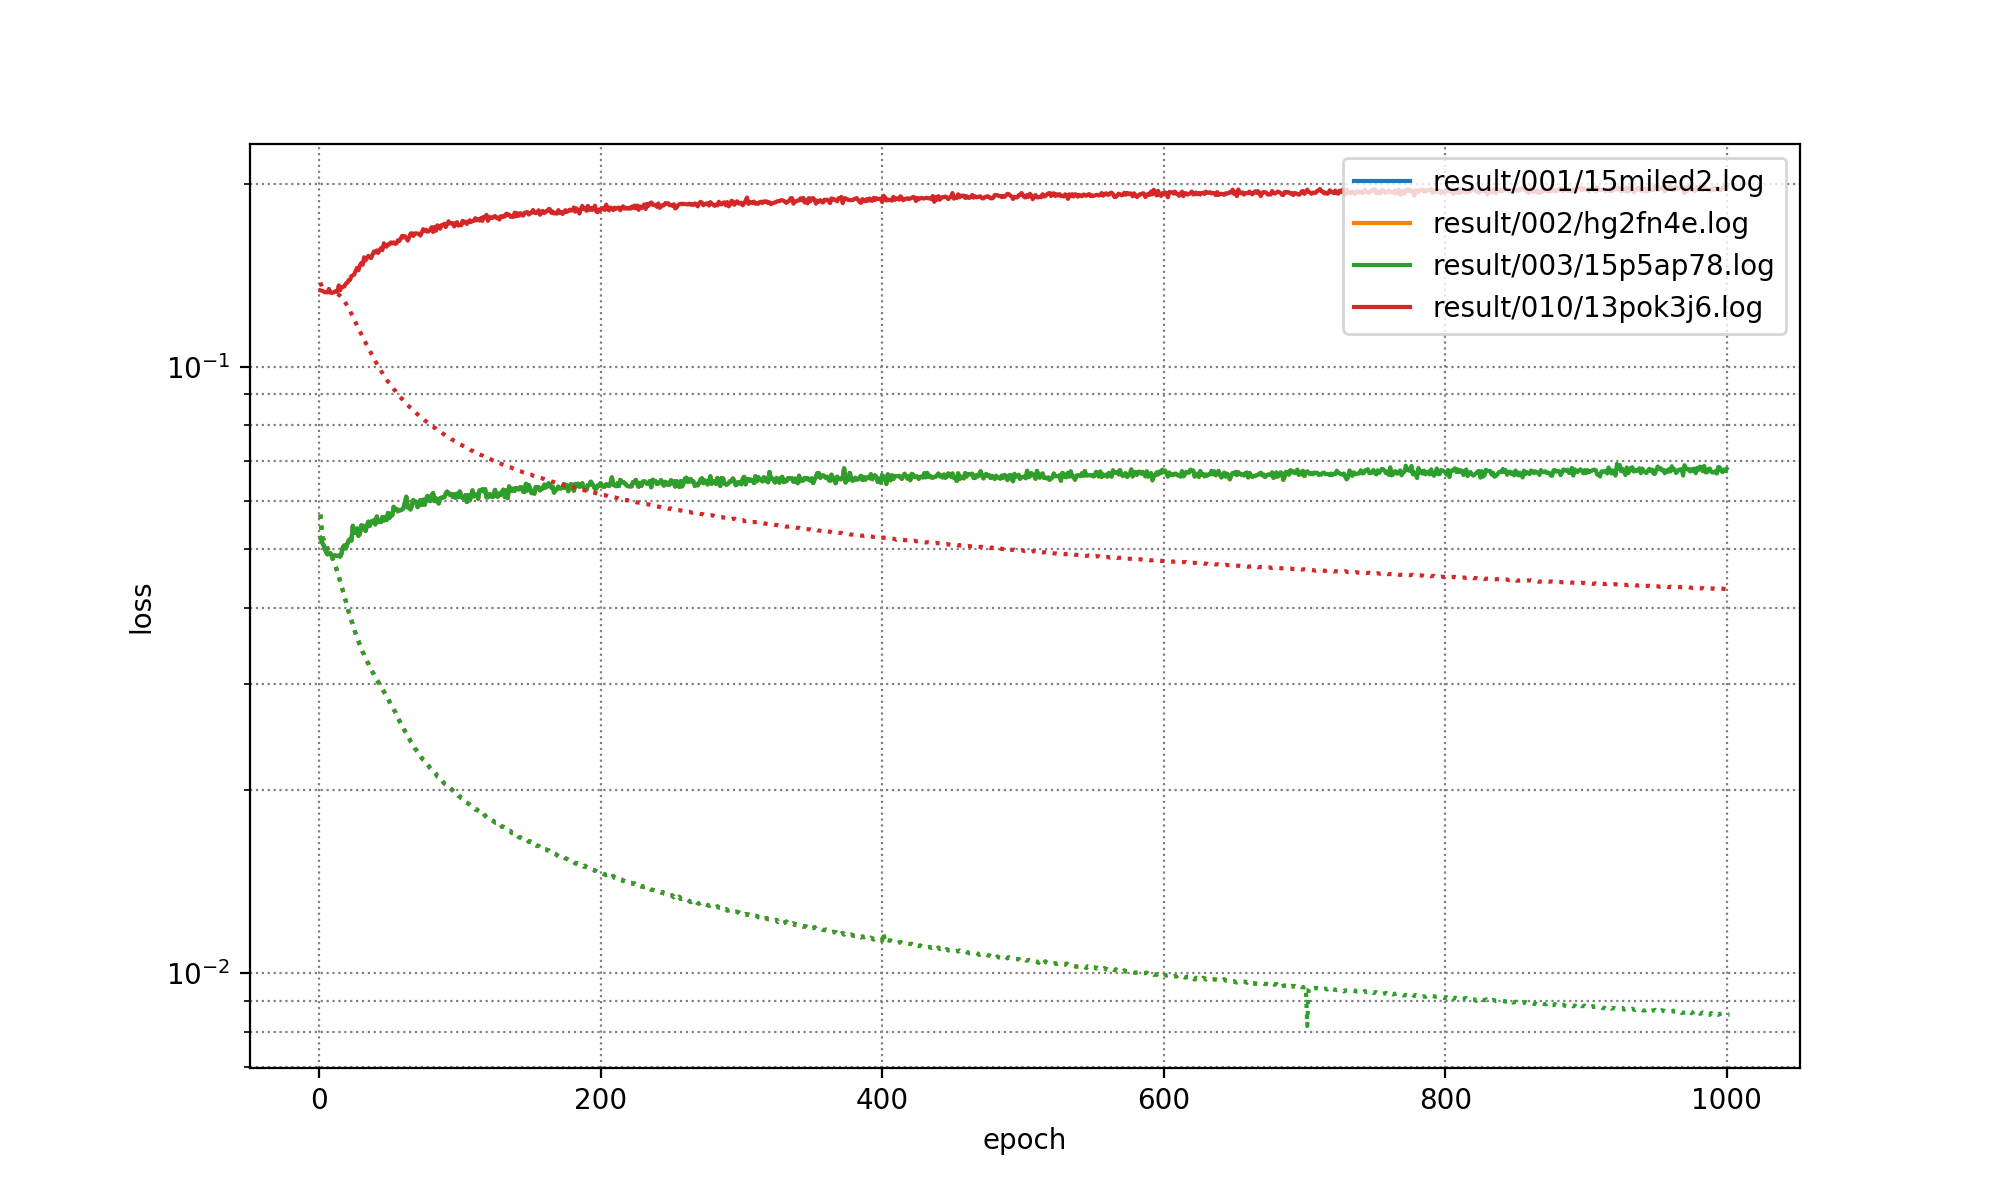 result/001/15miled2.log
result/002/hg2fn4e.log
result/003/15p5ap78.log
result/010/13pok3j6.log
10⁻¹
10⁻²
loss
0 200 400 600 800 1000
epoch